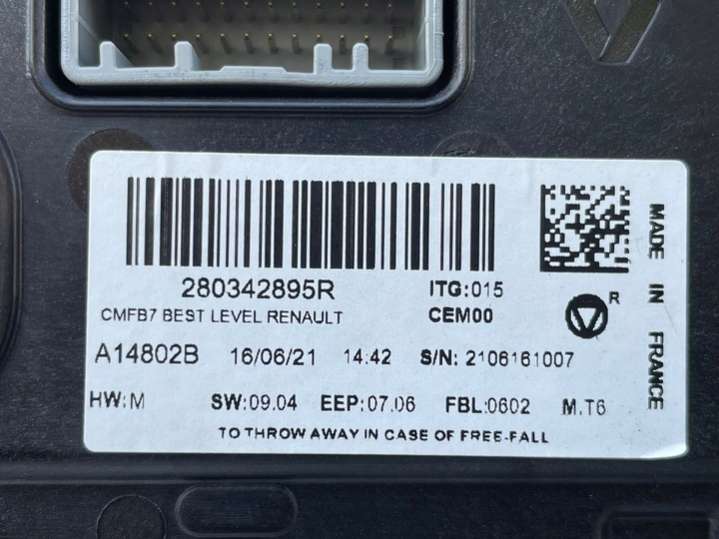 280342895R
ITG:015
CMFB7 BEST LEVEL RENAULT
CEM00
R
A14802B 16/06/21 14:42 S/N: 2106161007
HW:M SW:09.04 EEP:07.06 FBL:0602 M.T6
TO THROW AWAY IN CASE OF FREE-FALL
MADE IN FRANCE